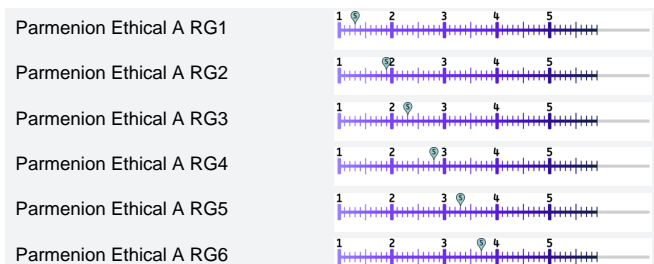 Parmenion Ethical A RG1
1 2 3 4 5
S
Parmenion Ethical A RG2
1 2 3 4 5
S
Parmenion Ethical A RG3
1 2 3 4 5
S
Parmenion Ethical A RG4
1 2 3 4 5
S
Parmenion Ethical A RG5
1 2 3 4 5
S
Parmenion Ethical A RG6
1 2 3 4 5
S